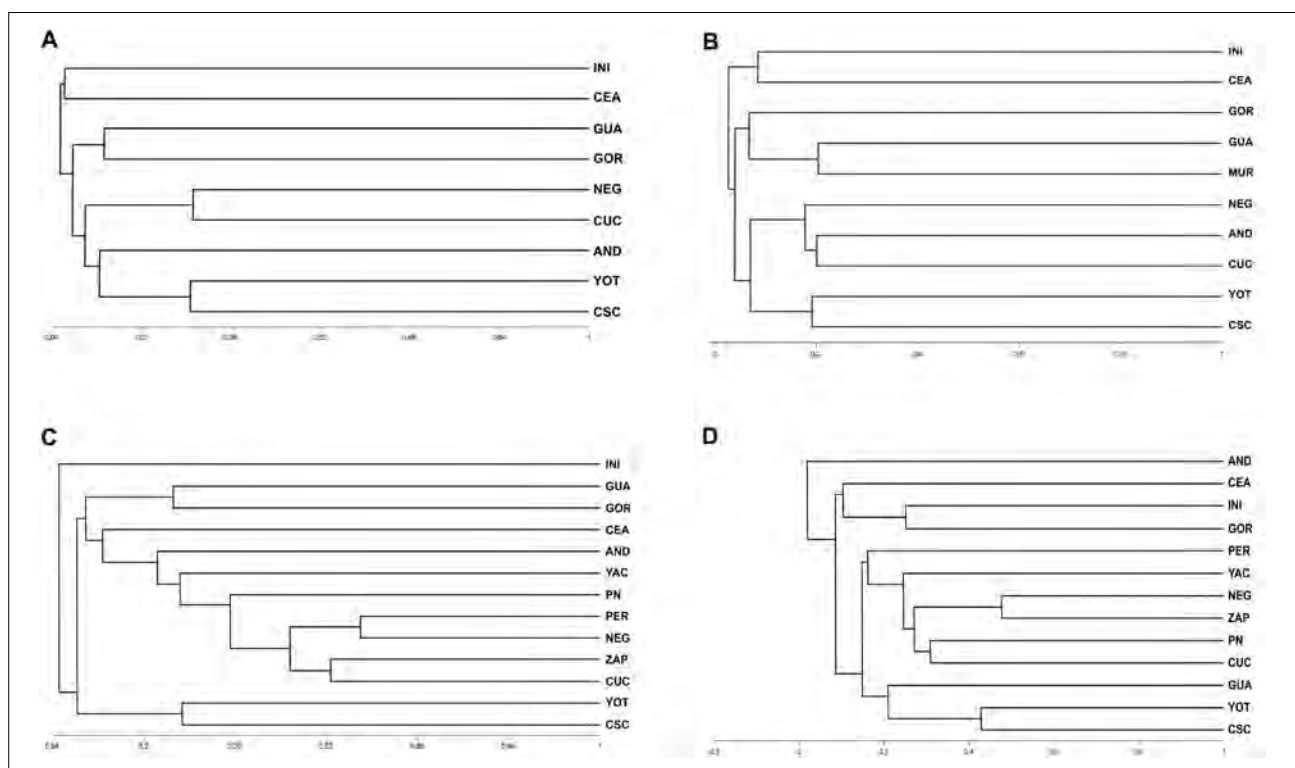 A
INI
CEA
GUA
GOR
NEG
CUC
AND
YOT
CSC
1
B
INI
CEA
GOR
GUA
MUR
NEG
AND
CUC
YOT
CSC
1
C
INI
GUA
GOR
CEA
AND
YAC
PN
PER
NEG
ZAP
CUC
YOT
CSC
1
D
AND
CEA
INI
GOR
PER
YAC
NEG
ZAP
PN
CUC
GUA
YOT
CSC
1